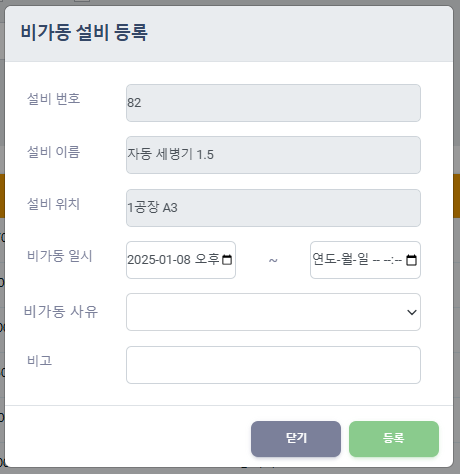 비가동 설비 등록
설비 번호 82
설비 이름 자동 세병기 1.5
설비 위치 1공장 A3
비가동 일시 2025-01-08 오후 ~ 연도-월-일 -- --:--
비가동 사유
비고
닫기 등록